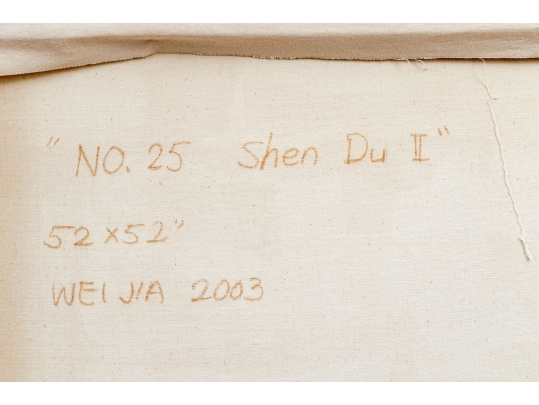 "NO. 25 Shen Du II"
52 x 52"
WEI JIA 2003